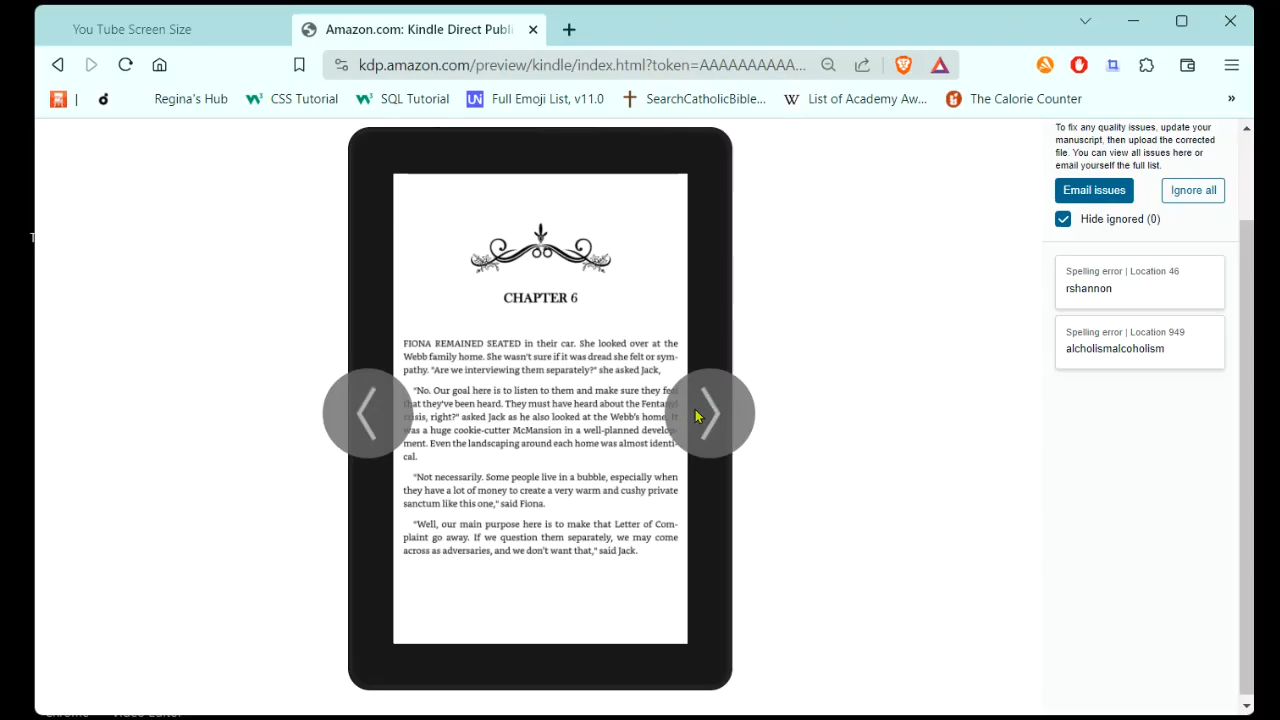 You Tube Screen Size
Amazon.com: Kindle Direct Publi
kdp.amazon.com/preview/kindle/index.html?token=AAAAAAAAAA...
Regina's Hub
CSS Tutorial
SQL Tutorial
Full Emoji List, v11.0
SearchCatholicBible...
List of Academy Aw...
The Calorie Counter
»
To fix any quality issues, update your
manuscript, then upload the corrected
file. You can view all issues here or
email yourself the full list.
Email issues
Ignore all
Hide ignored (0)
Spelling error | Location 46
rshannon
Spelling error | Location 949
alcholismalcoholism
CHAPTER 6
FIONA REMAINED SEATED in their car. She looked over at the
Webb family home. She wasn't sure if it was dread she felt or sym-
pathy. "Are we interviewing them separately?" she asked Jack,
"No. Our goal here is to listen to them and make sure they feel
that they've been heard. They must have heard about the Fentanyl
crisis, right?" asked Jack as he also looked at the Webb's home. It
was a huge cookie-cutter McMansion in a well-planned develop-
ment. Even the landscaping around each home was almost identi-
cal.
"Not necessarily. Some people live in a bubble, especially when
they have a lot of money to create a very warm and cushy private
sanctum like this one," said Fiona.
"Well, our main purpose here is to make that Letter of Com-
plaint go away. If we question them separately, we may come
across as adversaries, and we don't want that," said Jack.